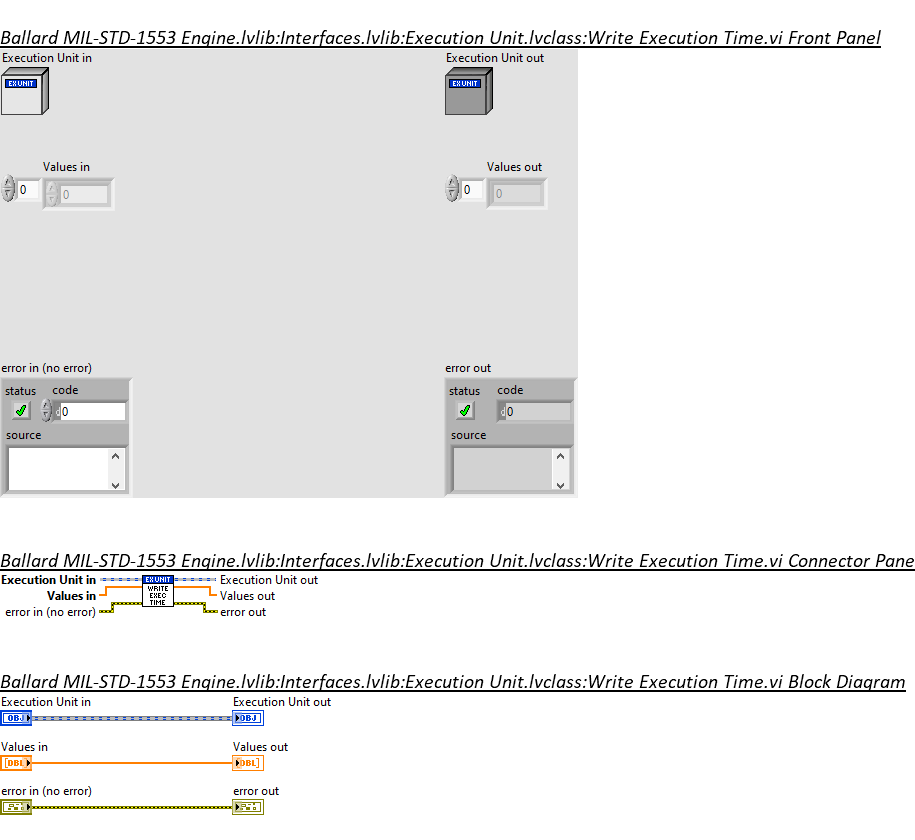 Ballard MIL-STD-1553 Engine.lvlib:Interfaces.lvlib:Execution Unit.lvclass:Write Execution Time.vi Front Panel
Execution Unit in
Execution Unit out
EX UNIT
EX UNIT
Values in
Values out
0
0
0
0
error in (no error)
error out
status code
status code
d 0
d 0
source
source
Ballard MIL-STD-1553 Engine.lvlib:Interfaces.lvlib:Execution Unit.lvclass:Write Execution Time.vi Connector Pane
Execution Unit in
EX UNIT
Execution Unit out
WRITE
Values in
EXEC
Values out
TIME
error in (no error)
error out
Ballard MIL-STD-1553 Engine.lvlib:Interfaces.lvlib:Execution Unit.lvclass:Write Execution Time.vi Block Diagram
Execution Unit in
Execution Unit out
OBJ
OBJ
Values in
Values out
[DBL]
DBL]
error in (no error)
error out